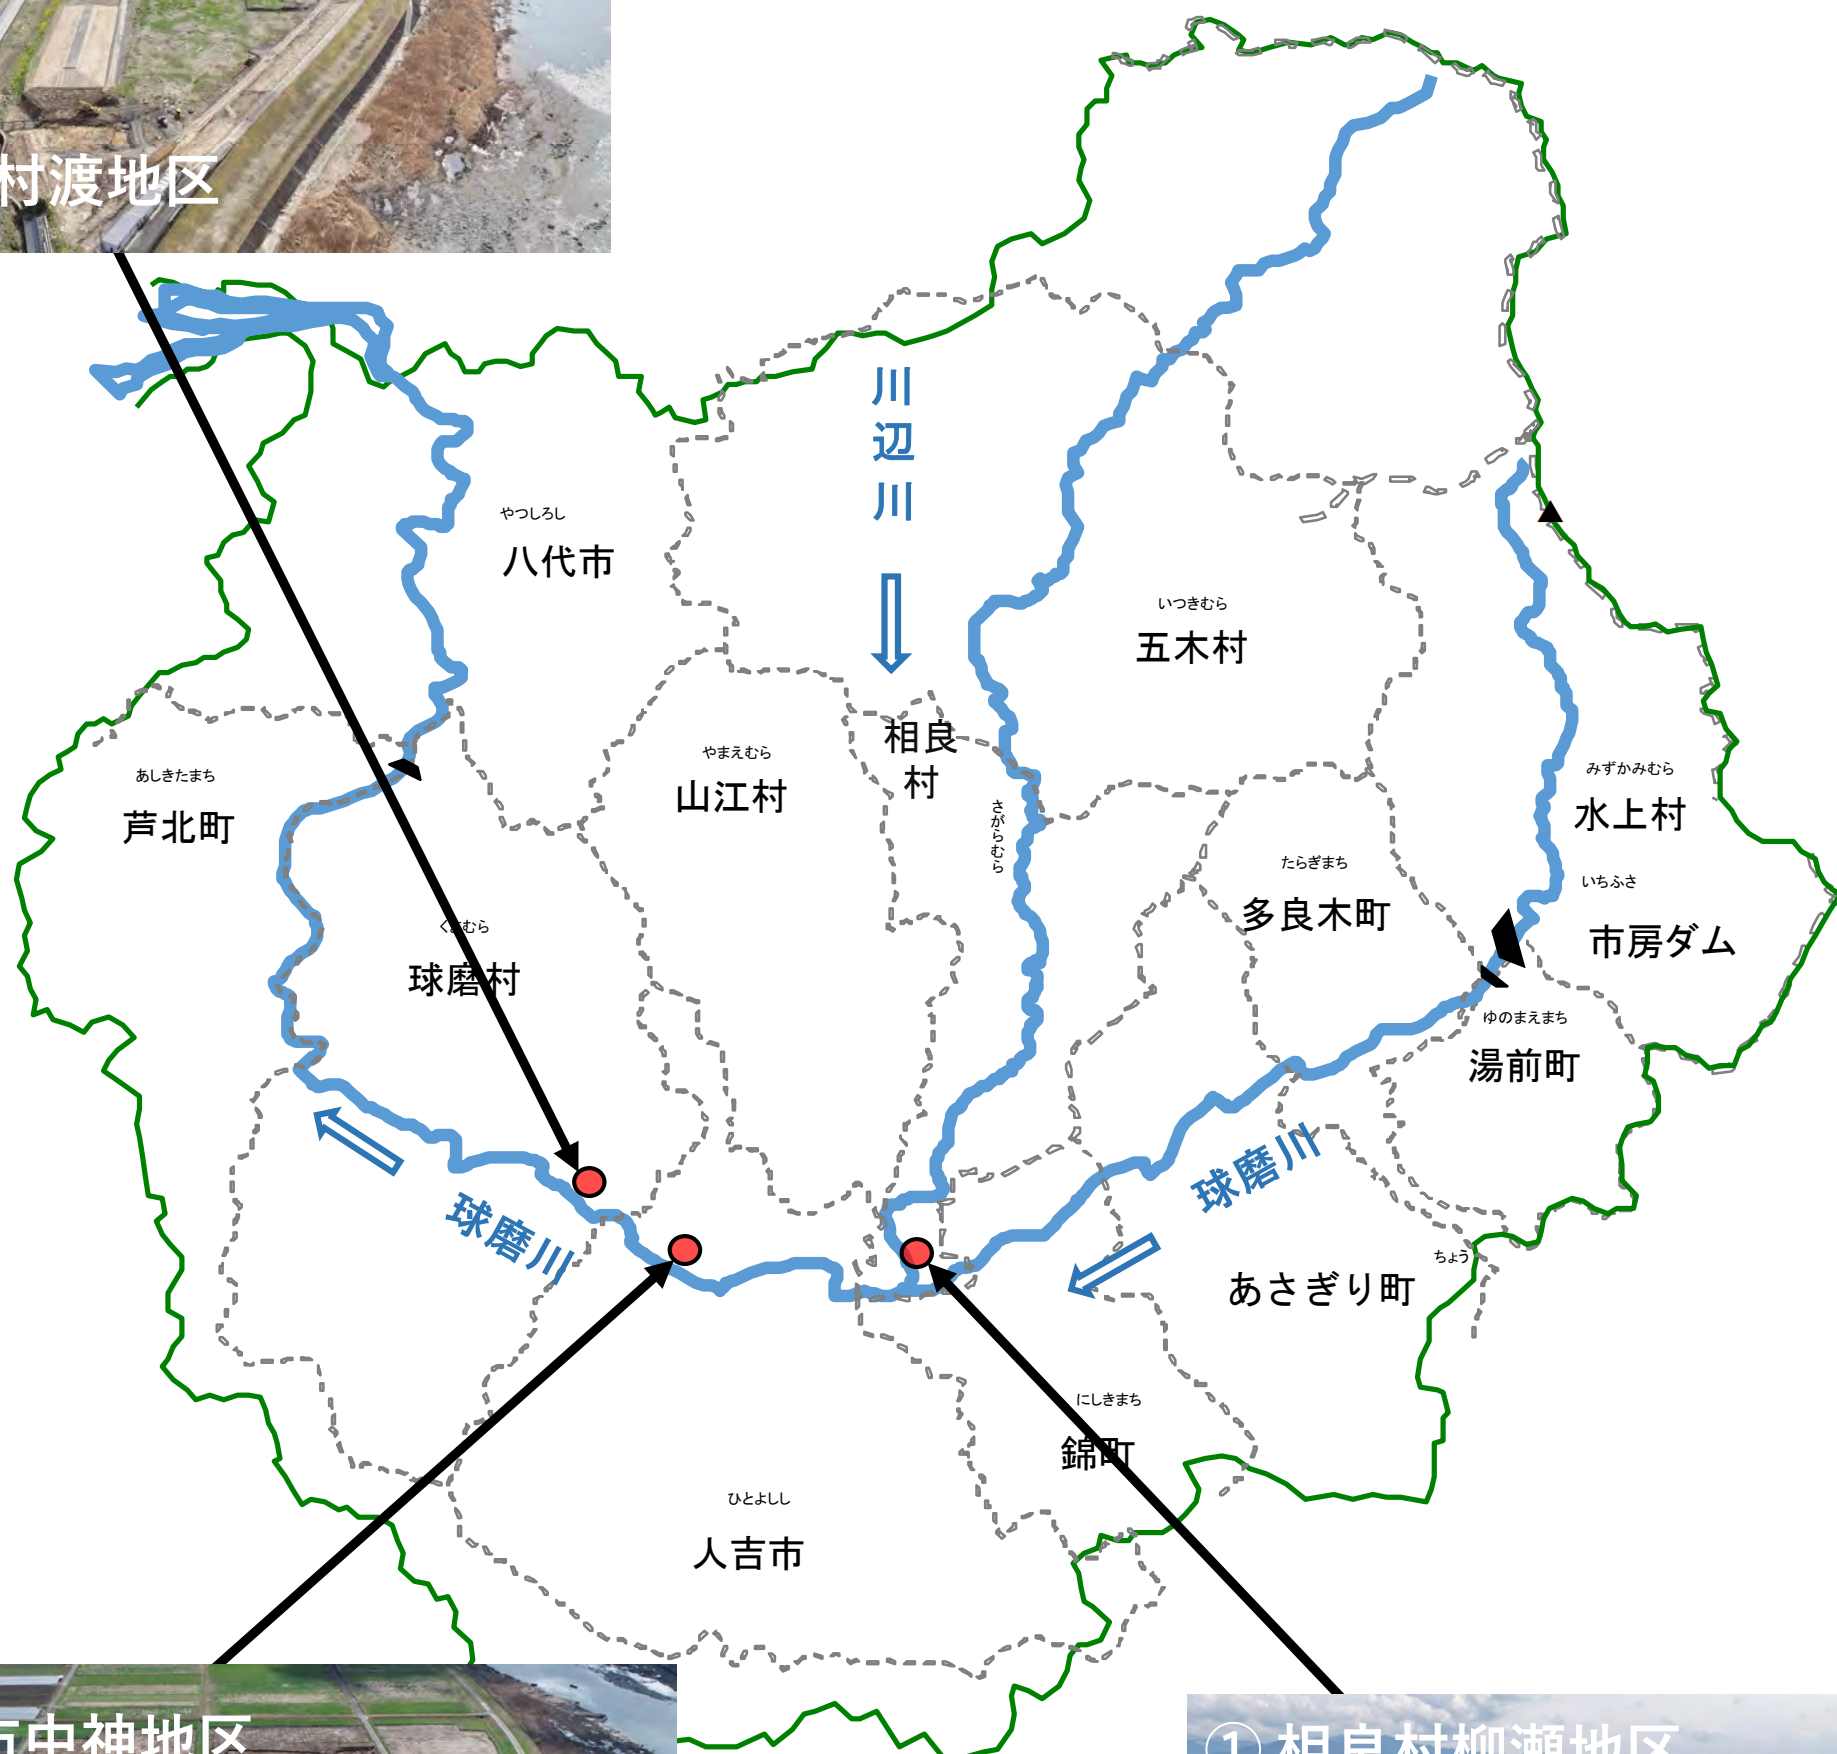 村渡地区
川辺川
やつしろし
八代市
いつきむら
五木村
相良
村
さがらむら
やまえむら
山江村
あしきたまち
芦北町
みずかみむら
水上村
たらぎまち
多良木町
いちふさ
市房ダム
くまむら
球磨村
ゆのまえまち
湯前町
球磨川
球磨川
ちょう
あさぎり町
にしきまち
錦町
ひとよしし
人吉市
市中神地区
① 相良村柳瀬地区